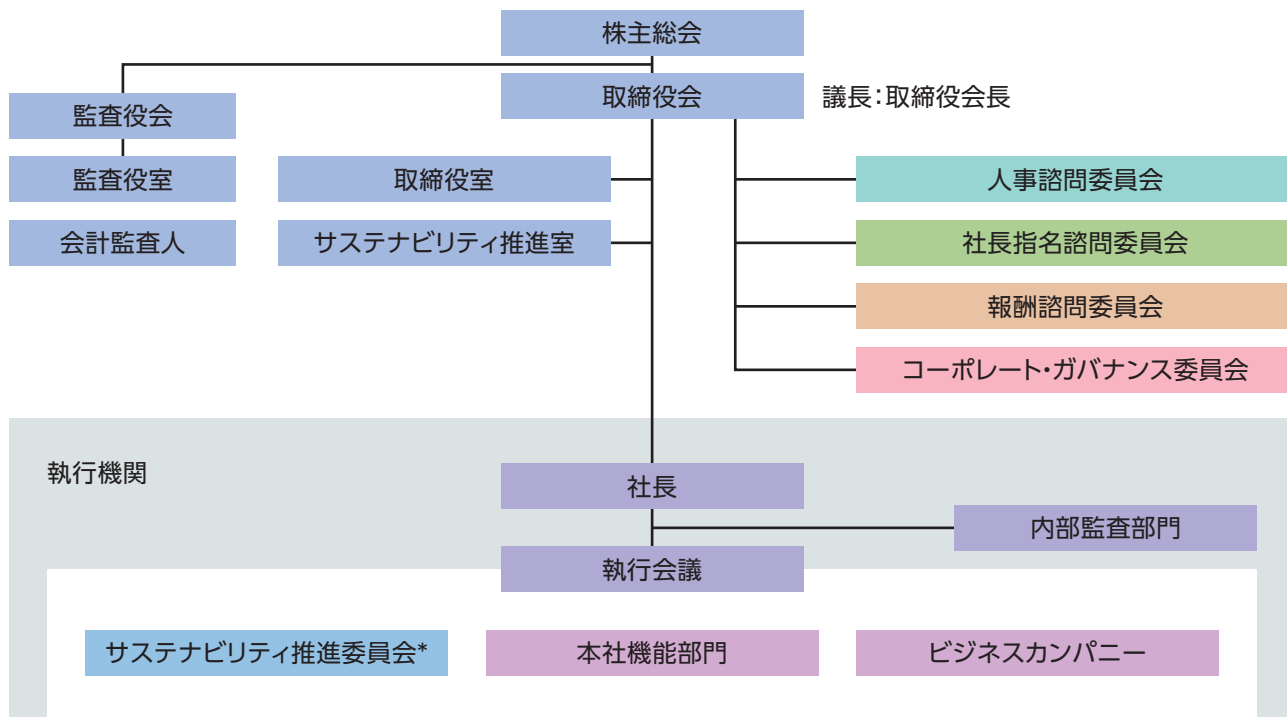 株主総会
取締役会
議長:取締役会長
監査役会
監査役室
取締役室
人事諮問委員会
会計監査人
サステナビリティ推進室
社長指名諮問委員会
報酬諮問委員会
コーポレート・ガバナンス委員会
執行機関
社長
内部監査部門
執行会議
サステナビリティ推進委員会*
本社機能部門
ビジネスカンパニー